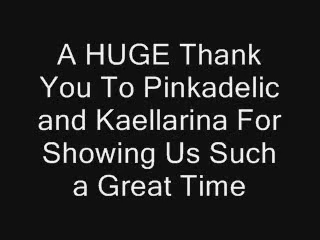 A HUGE Thank
You To Pinkadelic
and Kaellarina For
Showing Us Such
a Great Time